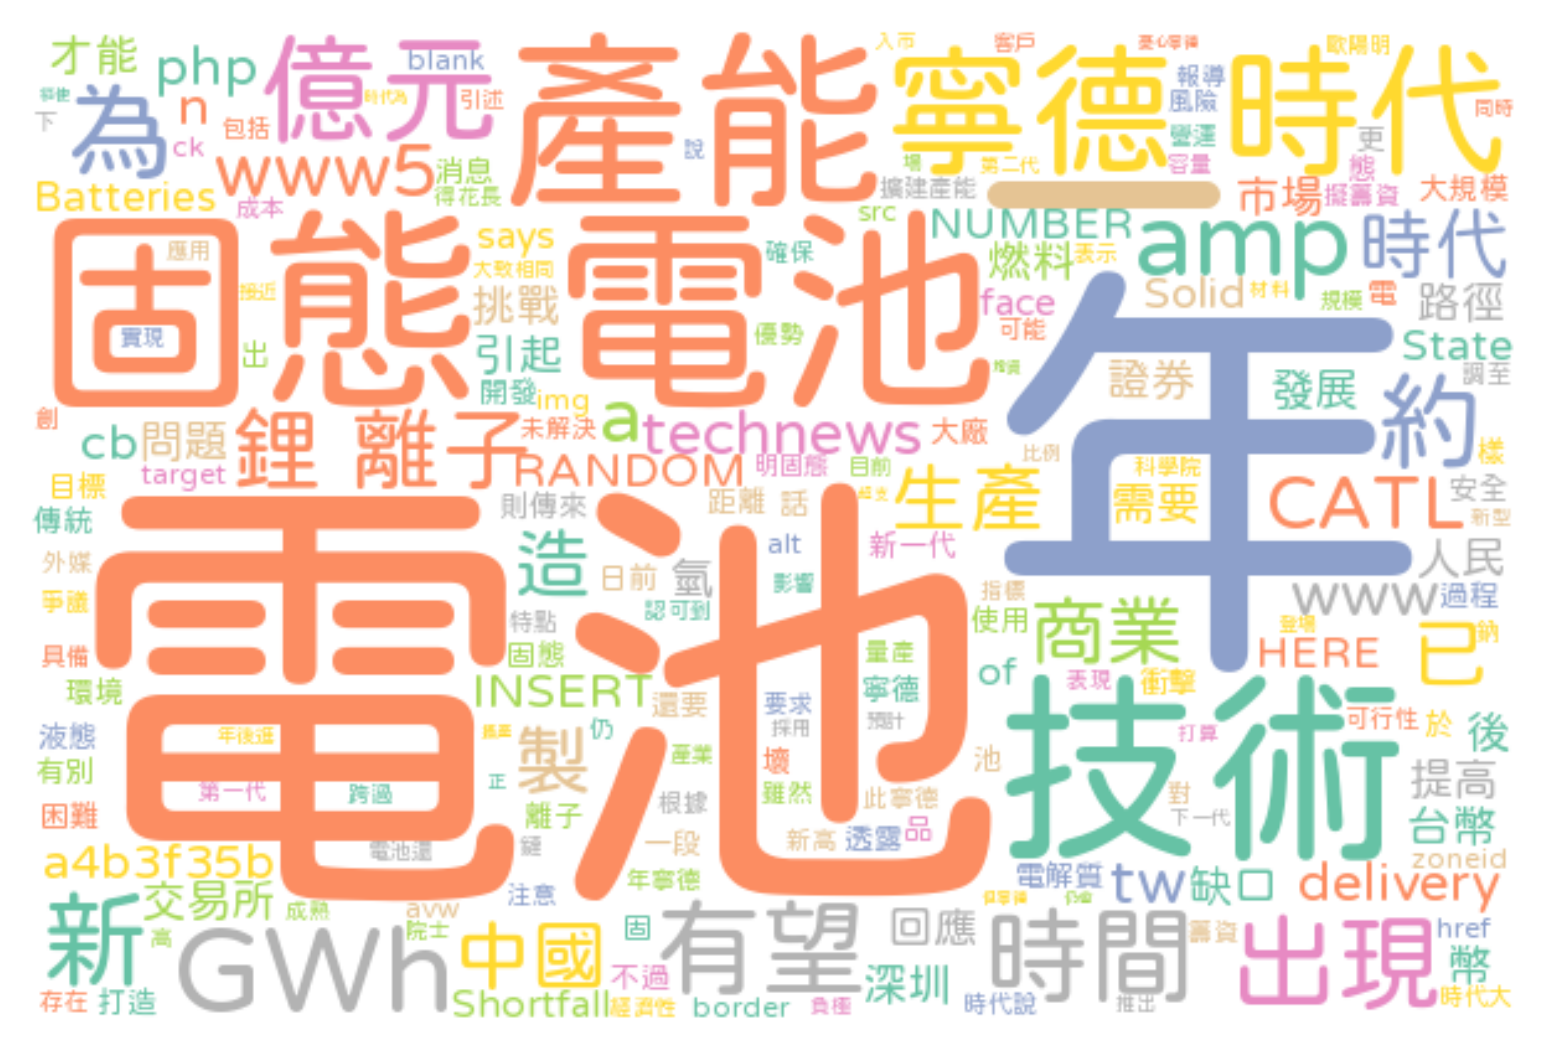 才能 php 億元 blank 產能 入市 客戶 歐陽明
為 n 時代為 引述 寧德時代 報導 風險 同時
下 包括 ck www5 消息 說 場 第二代 豐澤 容量 更 態
Batteries 成本 得花長 擴建產能 一 市場 擬籌資 大規模
固態電池 應用 says 大致相同 確保 src NUMBER amp 時代
接近 挑戰 face 燃料 表示 Solid 材料 規模 電 路徑
實現 出 引起 優勢 可能 年 State
開發 img 證券 發展 約 調至
創 cb 問題 鋰 離子 未解決 a technews 大廠 樣
target RANDOM 明固態 目前 比例 科學院
目標 則傳來 距離 話 生產 需要 CATL 安全 新型
傳統 電池 造 alt 新一代 人民
外媒 日前 氫 影響 指標 www 過程
爭議 特點 認可到 使用 商業 登場 已 鈉
具備 固態 量產 HERE
環境 INSERT 還要 要求 寧德 of 表現 衝擊
液態 年後進 製 仍 採用 預計 技術 打算 可行性 於 後
有別 正 產業 壞 池 提高
第一代 跨過 根據 雖然 此寧德 對
困難 離子 一段 新高 透露 品 下一代 台幣
a4b3f35b 電池還 鏈 zoneid
年寧德 電解質 tw 缺口 delivery
新 交易所 成熟 avw 注意 籌資 href
高 GWh 院士 中國 固 有望 回應 時間 出現 幣
存在 打造 Shortfall 不過 經濟性 border 負極 深圳 時代說 推出 時代大